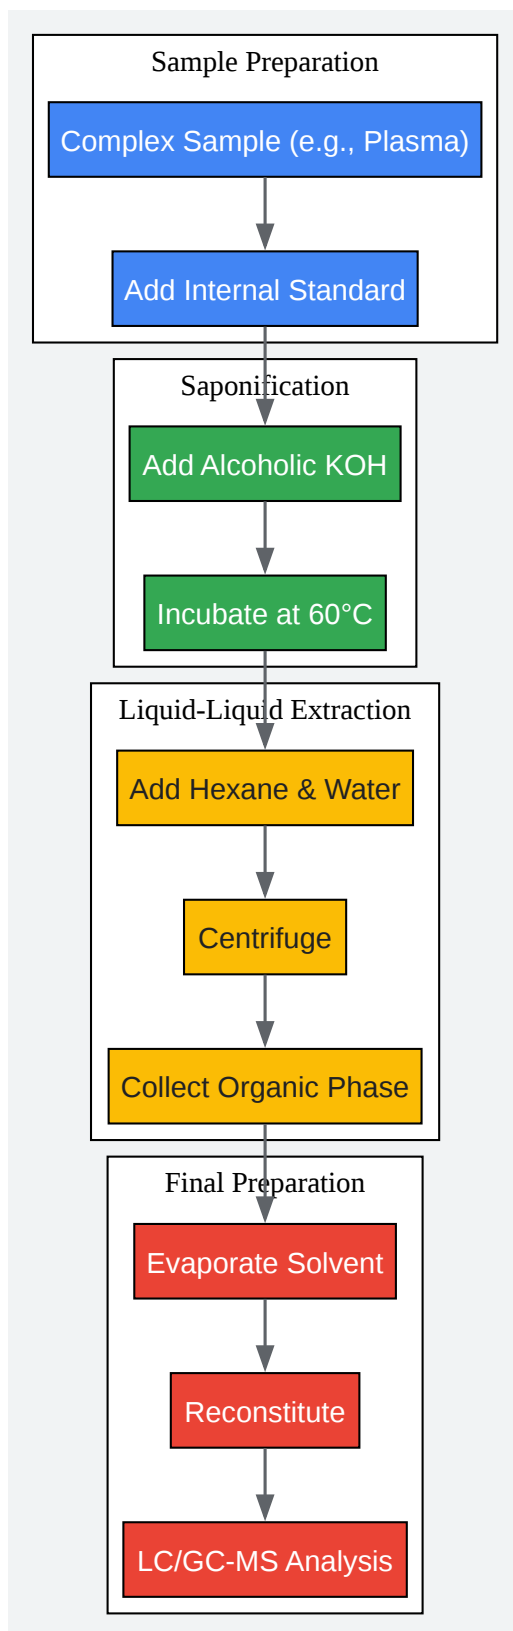 Sample Preparation
Complex Sample (e.g., Plasma)
Add Internal Standard
Saponification
Add Alcoholic KOH
Incubate at 60°C
Liquid-Liquid Extraction
Add Hexane & Water
Centrifuge
Collect Organic Phase
Final Preparation
Evaporate Solvent
Reconstitute
LC/GC-MS Analysis